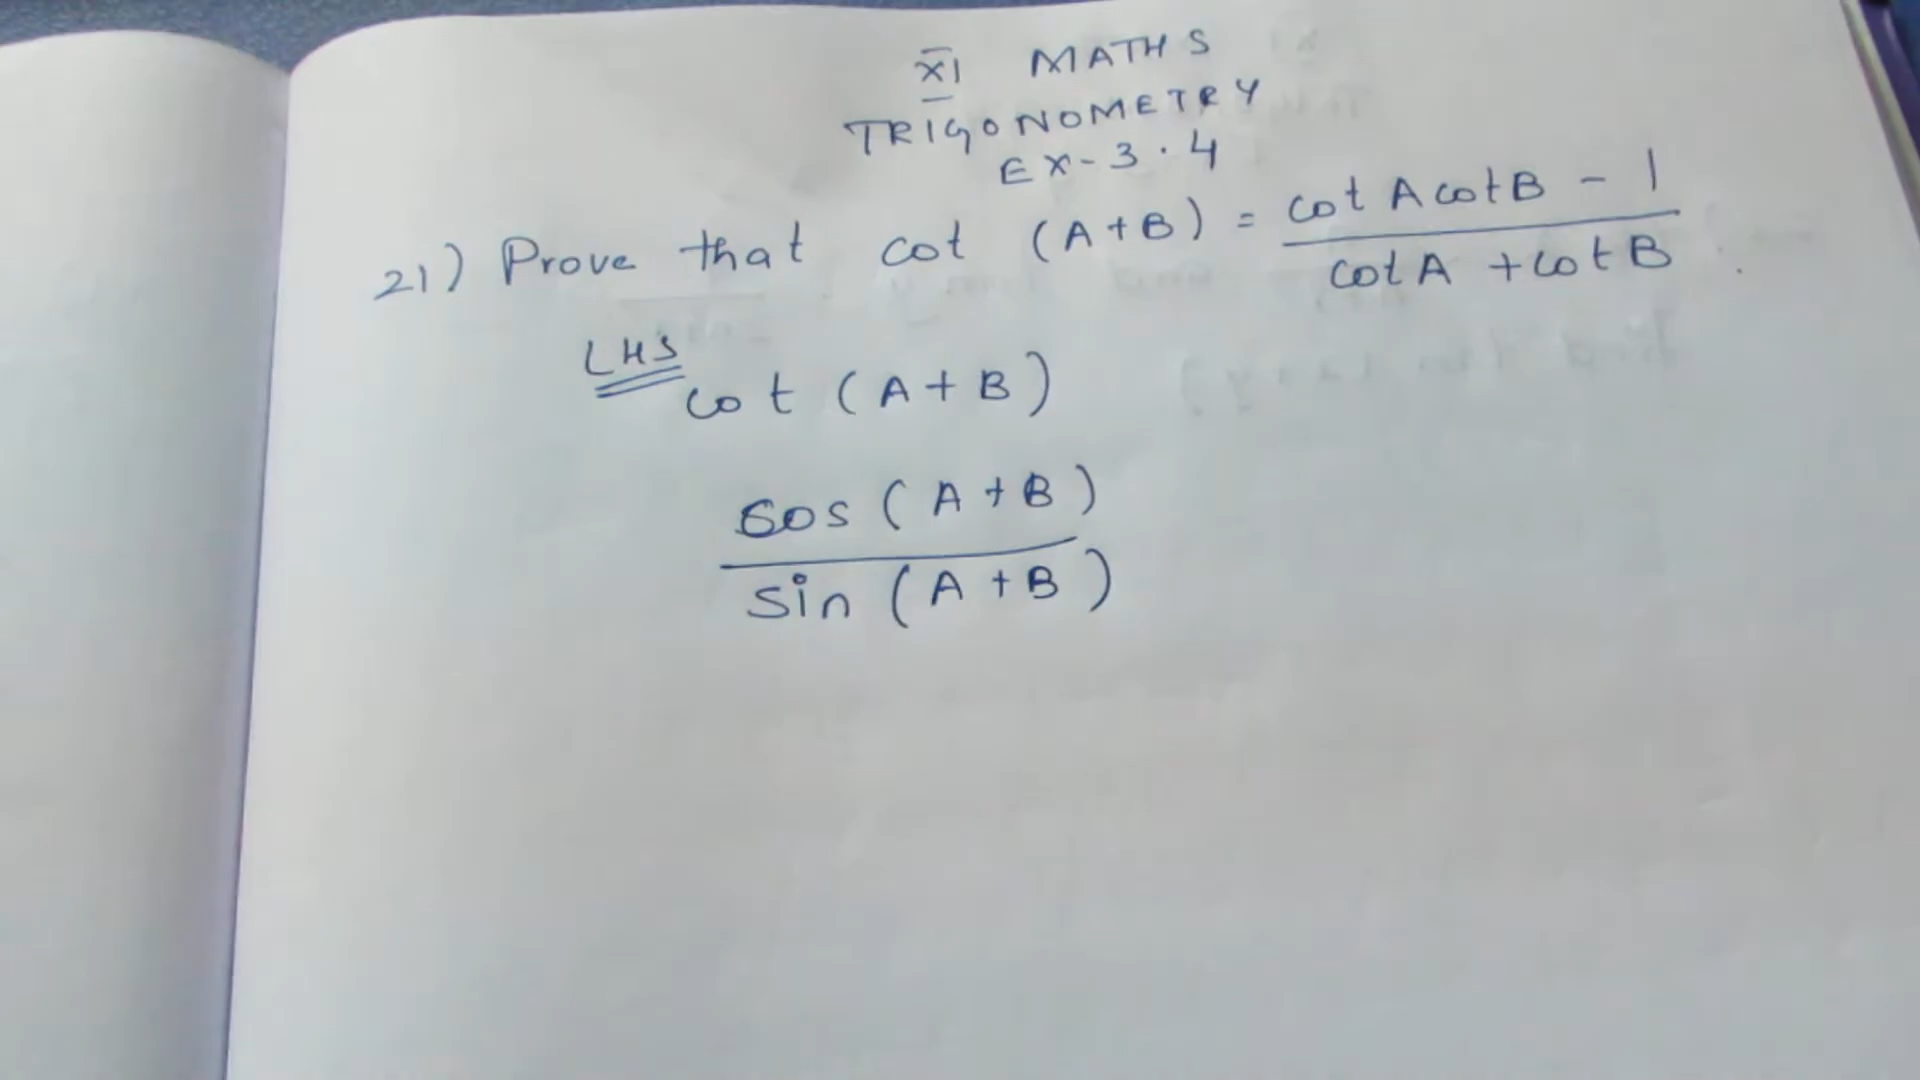 XI MATHS
TRIGONOMETRY
EX-3.4
21) Prove that cot (A+B) = cot A cot B - 1
cot A + cot B .
LHS
cot (A+B)
cos (A+B)
sin (A+B)